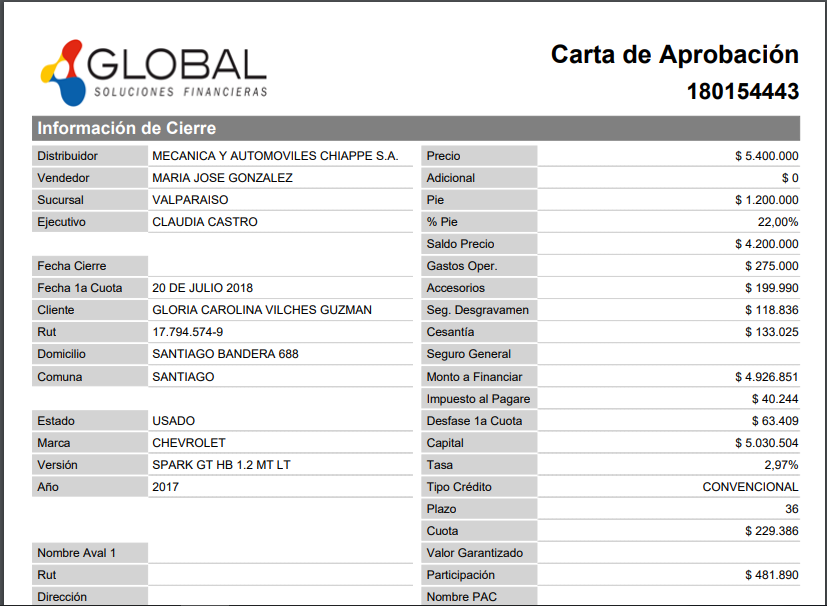 GLOBAL
SOLUCIONES FINANCIERAS
Carta de Aprobación
180154443
Información de Cierre
Distribuidor MECANICA Y AUTOMOVILES CHIAPPE S.A.
Vendedor MARIA JOSE GONZALEZ
Sucursal VALPARAISO
Ejecutivo CLAUDIA CASTRO
Fecha Cierre
Fecha 1a Cuota 20 DE JULIO 2018
Cliente GLORIA CAROLINA VILCHES GUZMAN
Rut 17.794.574-9
Domicilio SANTIAGO BANDERA 688
Comuna SANTIAGO
Estado USADO
Marca CHEVROLET
Versión SPARK GT HB 1.2 MT LT
Año 2017
Nombre Aval 1
Rut
Dirección
Precio $ 5.400.000
Adicional $ 0
Pie $ 1.200.000
% Pie 22,00%
Saldo Precio $ 4.200.000
Gastos Oper. $ 275.000
Accesorios $ 199.990
Seg. Desgravamen $ 118.836
Cesantía $ 133.025
Seguro General
Monto a Financiar $ 4.926.851
Impuesto al Pagare $ 40.244
Desfase 1a Cuota $ 63.409
Capital $ 5.030.504
Tasa 2,97%
Tipo Crédito CONVENCIONAL
Plazo 36
Cuota $ 229.386
Valor Garantizado
Participación $ 481.890
Nombre PAC